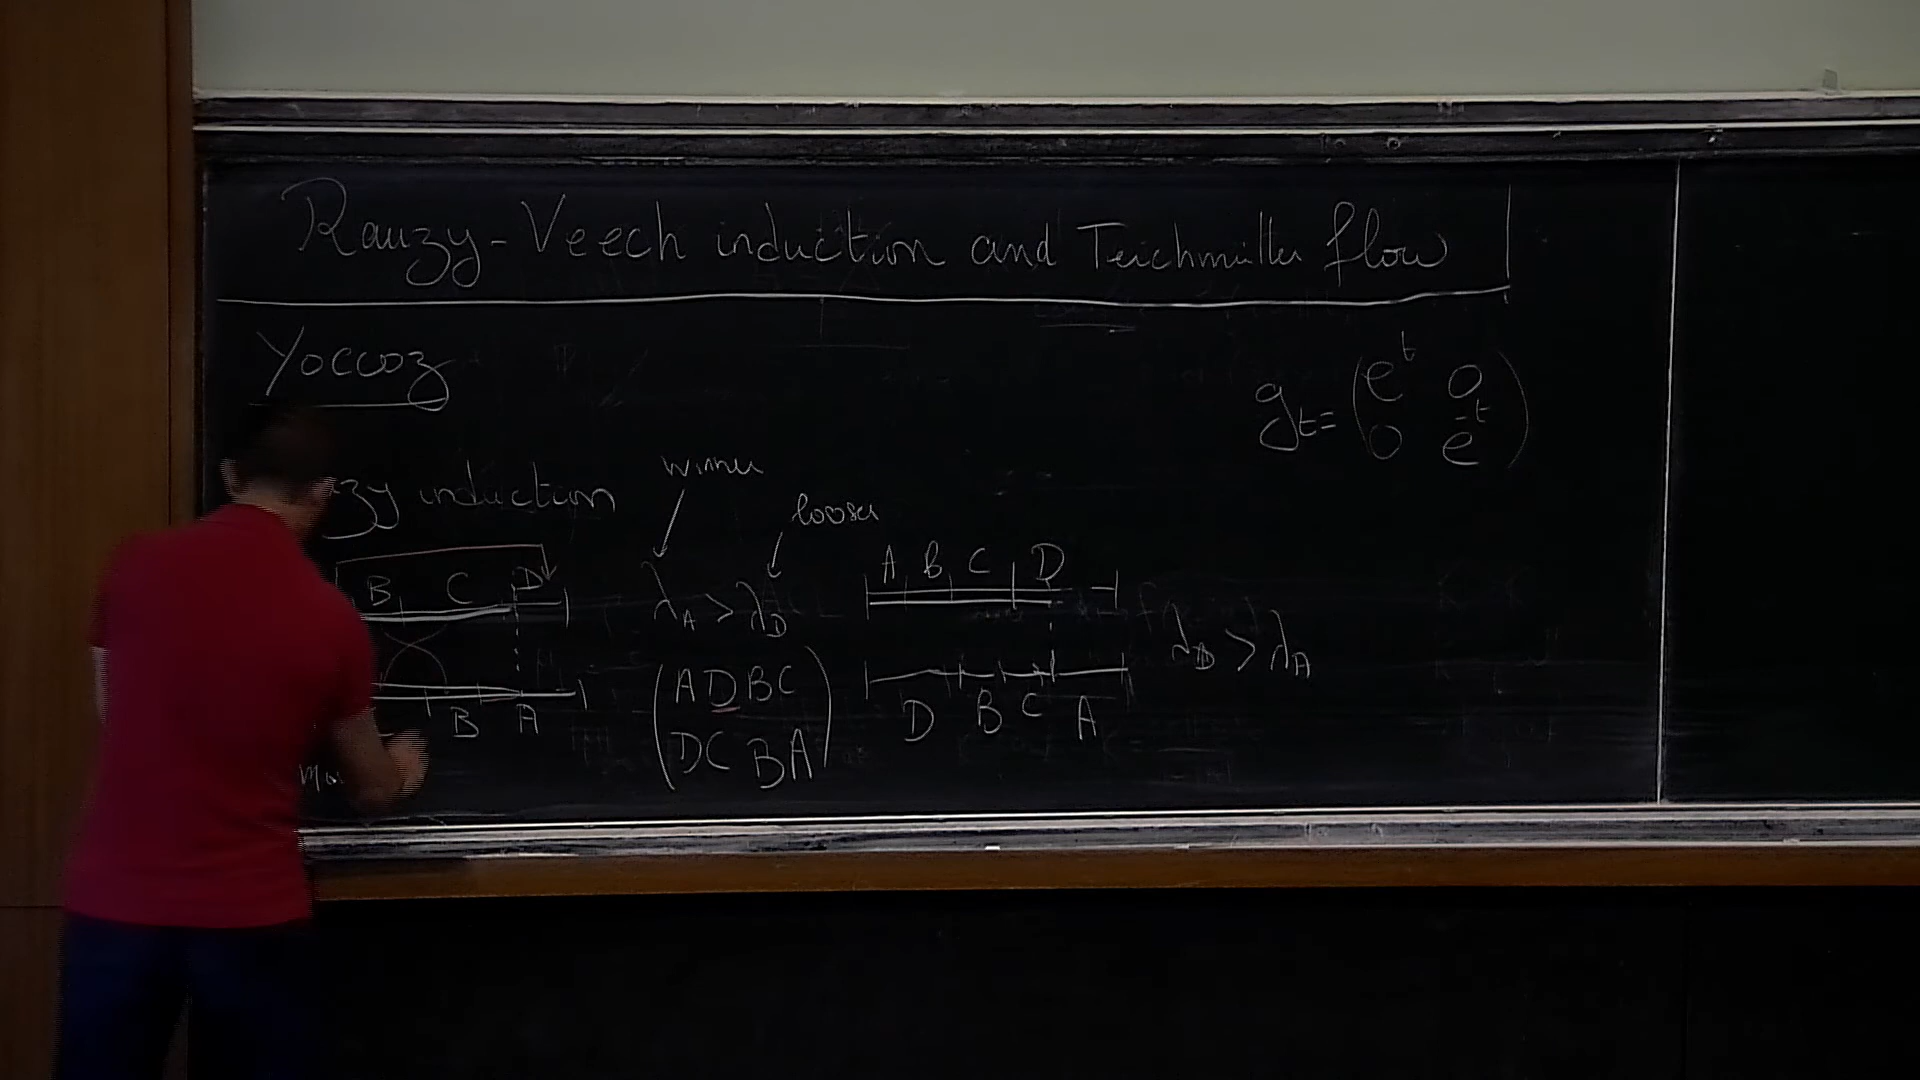 Rauzy-Veech induction and Teichmüller flow
Yoccoz
g_t = ( e^t 0
0 e^-t )
zy induction
winner
looser
B C D
λ_A > λ_D
A B C D
λ_D > λ_A
B A
( A D B C
D C B A )
D B C A